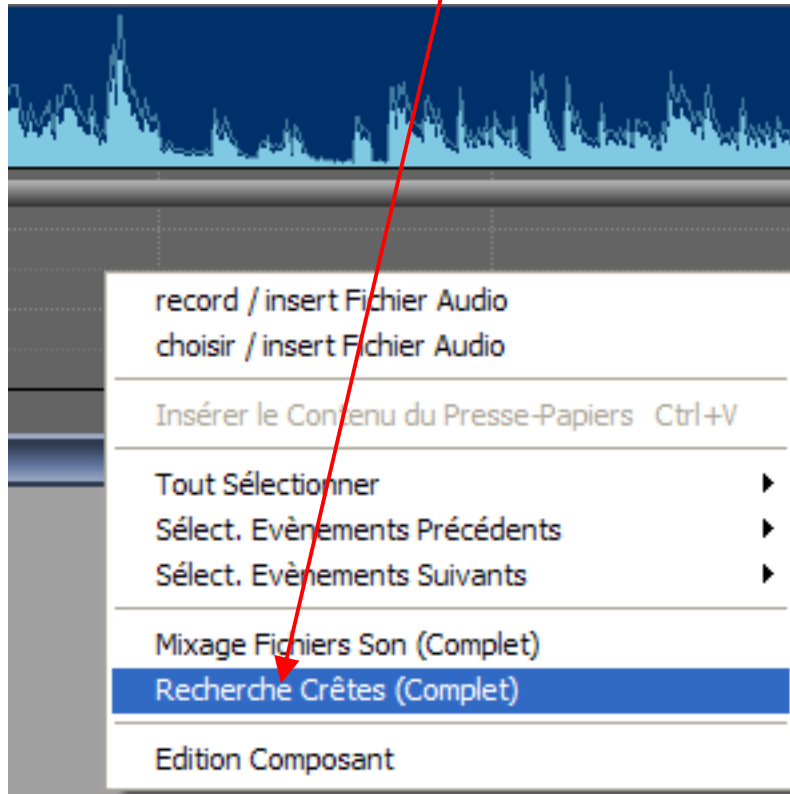 record / insert Fichier Audio
choisir / insert Fichier Audio
Insérer le Contenu du Presse-Papiers Ctrl+V
Tout Sélectionner
Sélect. Evènements Précédents
Sélect. Evènements Suivants
Mixage Fichiers Son (Complet)
Recherche Crêtes (Complet)
Edition Composant